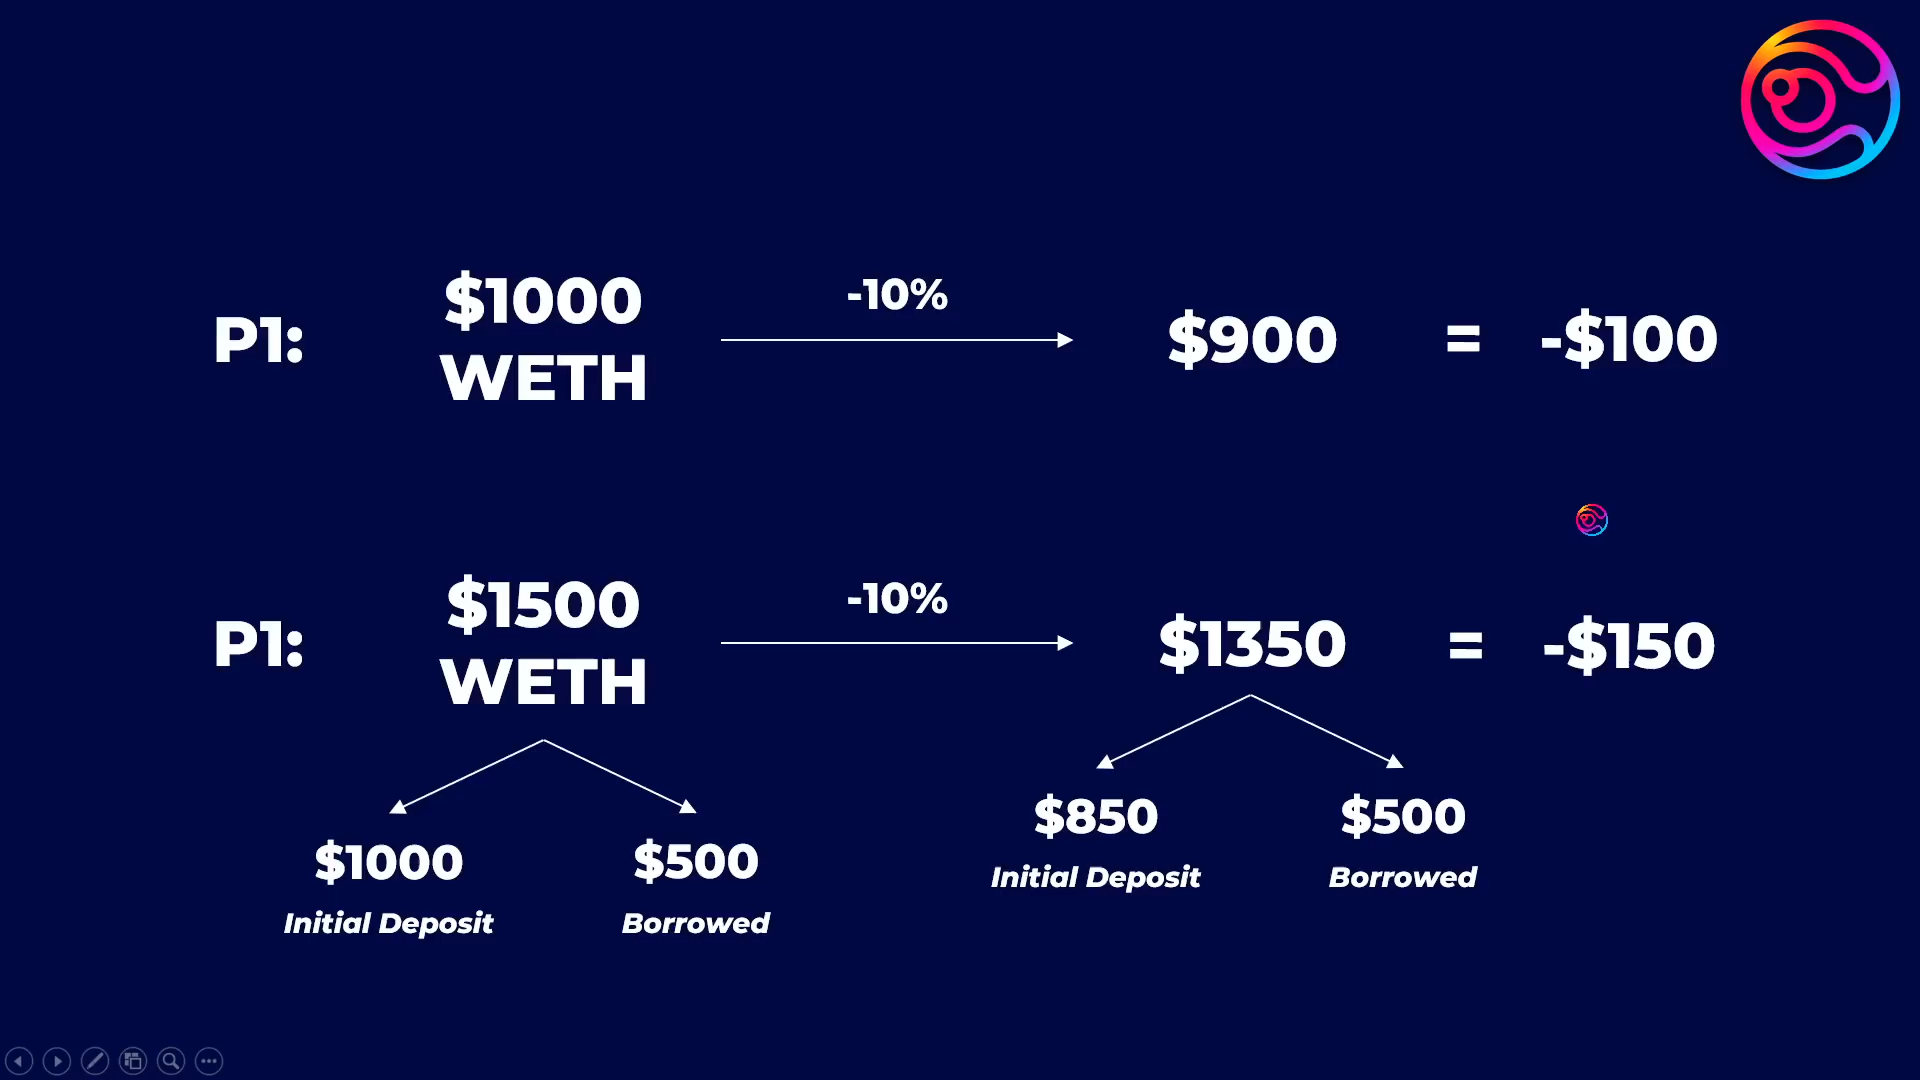 P1:
$1000
WETH
-10%
$900
=
-$100
P1:
$1500
WETH
-10%
$1350
=
-$150
$1000
Initial Deposit
$500
Borrowed
$850
Initial Deposit
$500
Borrowed